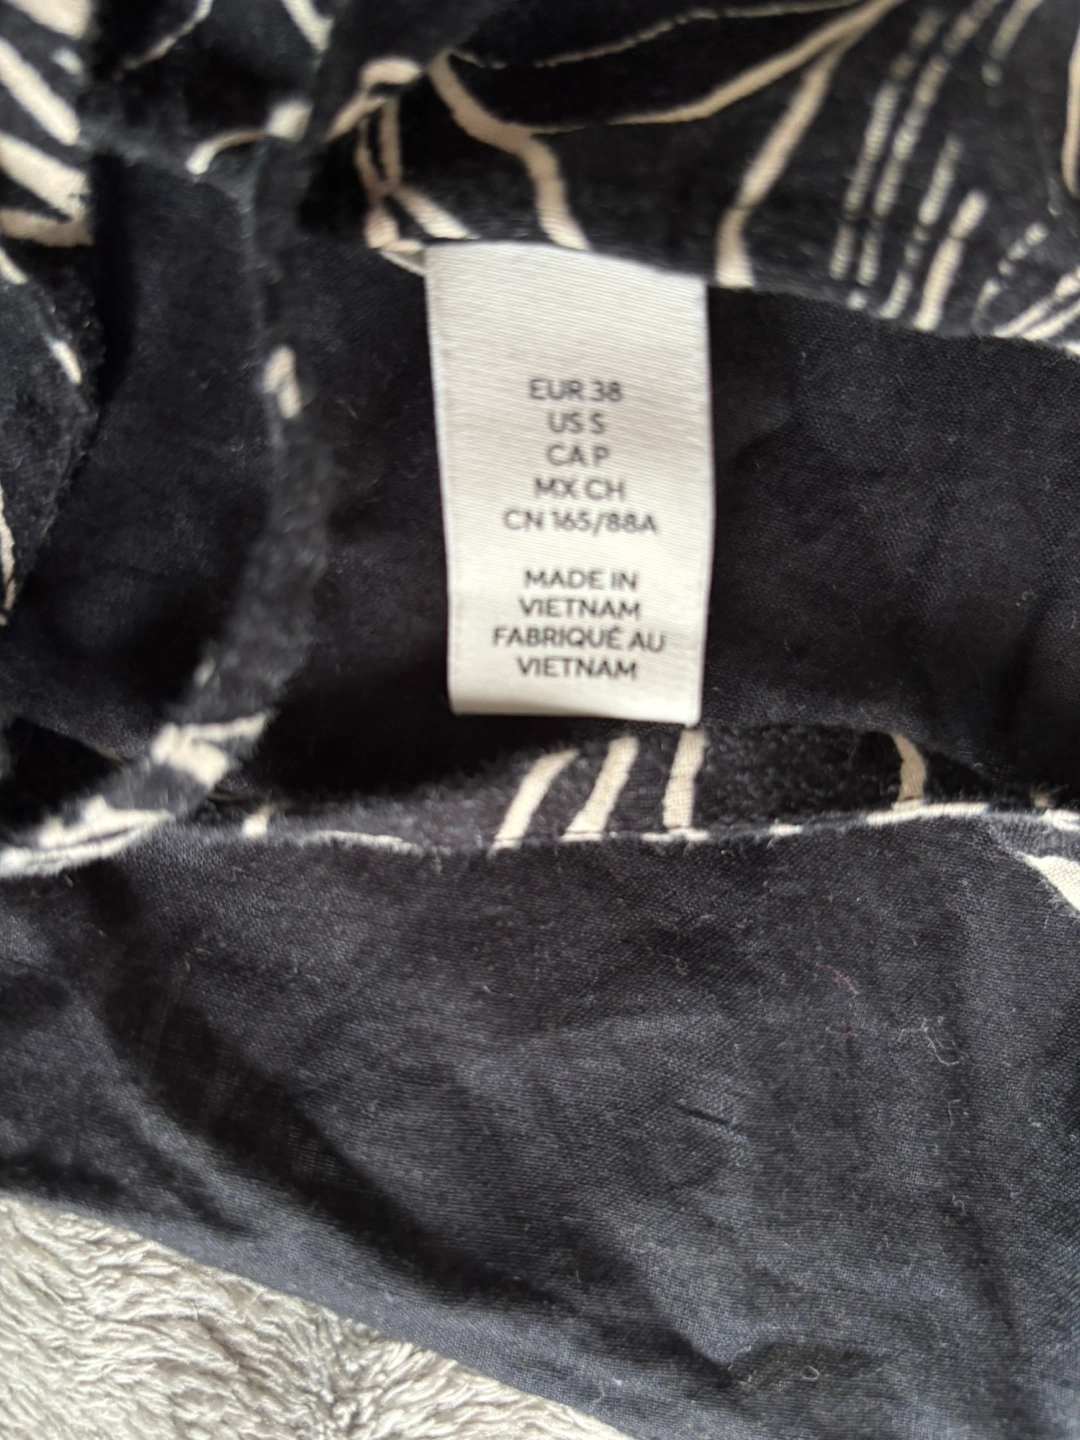 EUR 38
US S
CA P
MX CH
CN 165/88A
MADE IN
VIETNAM
FABRIQUÉ AU
VIETNAM